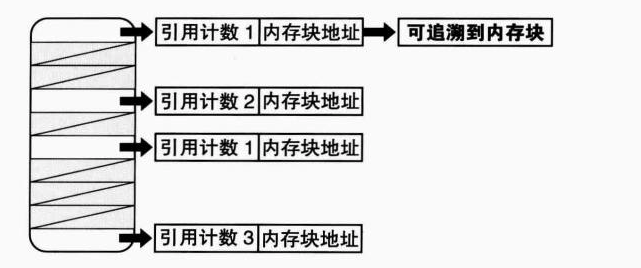 引用计数 1 内存块地址 可追溯到内存块
引用计数 2 内存块地址
引用计数 1 内存块地址
引用计数 3 内存块地址